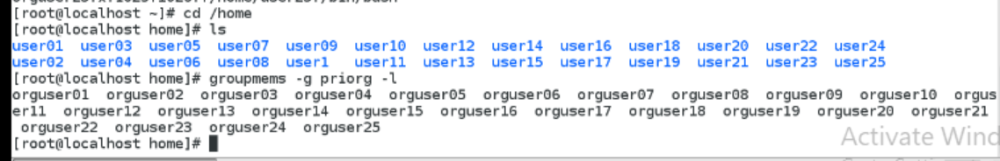 [root@localhost ~]# cd /home
[root@localhost home]# ls
user01 user03 user05 user07 user09 user10 user12 user14 user16 user18 user20 user22 user24
user02 user04 user06 user08 user1 user11 user13 user15 user17 user19 user21 user23 user25
[root@localhost home]# groupmems -g priorg -l
orguser01 orguser02 orguser03 orguser04 orguser05 orguser06 orguser07 orguser08 orguser09 orguser10 orgus
er11 orguser12 orguser13 orguser14 orguser15 orguser16 orguser17 orguser18 orguser19 orguser20 orguser21
orguser22 orguser23 orguser24 orguser25
[root@localhost home]#
Activate Wind